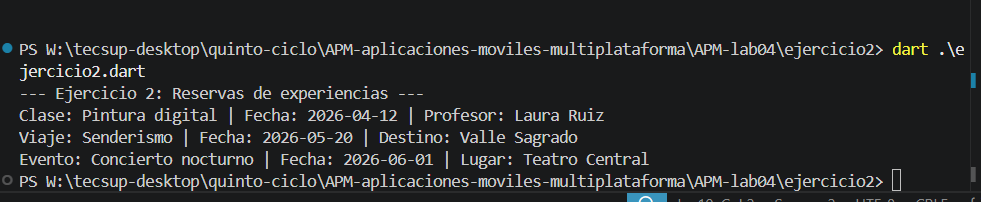 PS W:\tecsup-desktop\quinto-ciclo\APM-aplicaciones-moviles-multiplataforma\APM-lab04\ejercicio2> dart .\e
jercicio2.dart
--- Ejercicio 2: Reservas de experiencias ---
Clase: Pintura digital | Fecha: 2026-04-12 | Profesor: Laura Ruiz
Viaje: Senderismo | Fecha: 2026-05-20 | Destino: Valle Sagrado
Evento: Concierto nocturno | Fecha: 2026-06-01 | Lugar: Teatro Central
PS W:\tecsup-desktop\quinto-ciclo\APM-aplicaciones-moviles-multiplataforma\APM-lab04\ejercicio2>